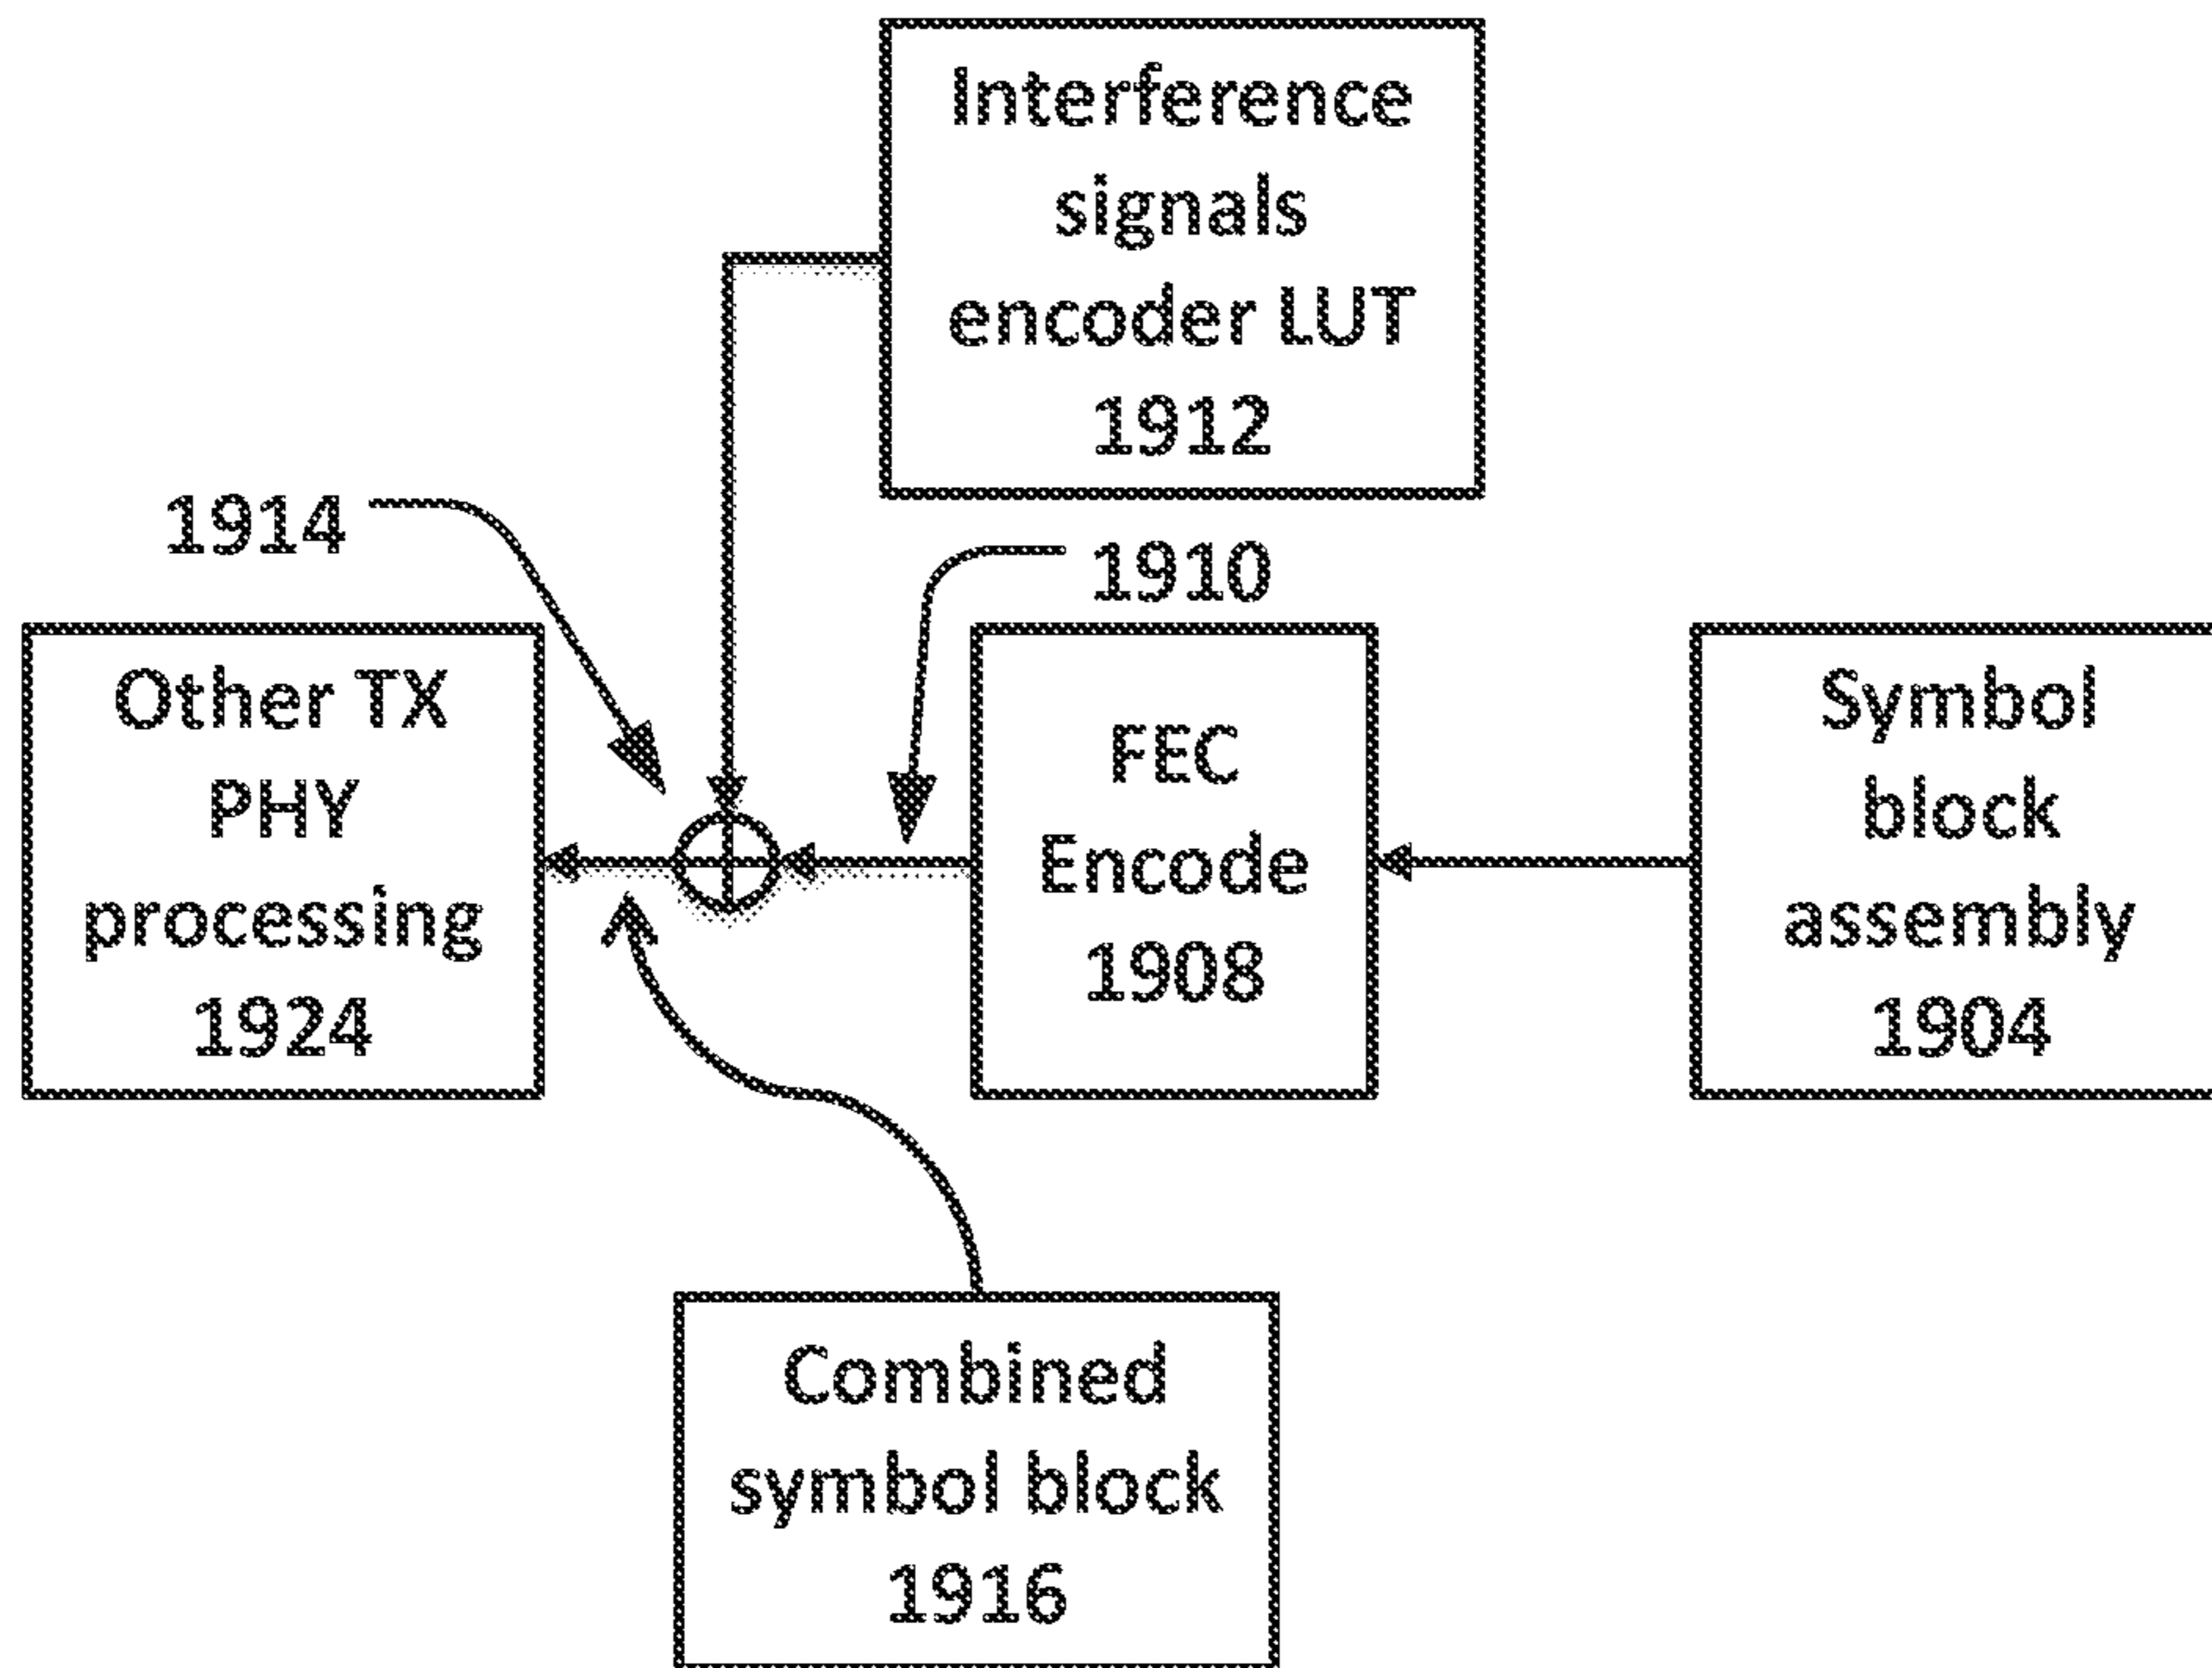 Interference
signals
encoder LUT
1912
1914
1910
Other TX
PHY
processing
1924
FEC
Encode
1908
Symbol
block
assembly
1904
Combined
symbol block
1916